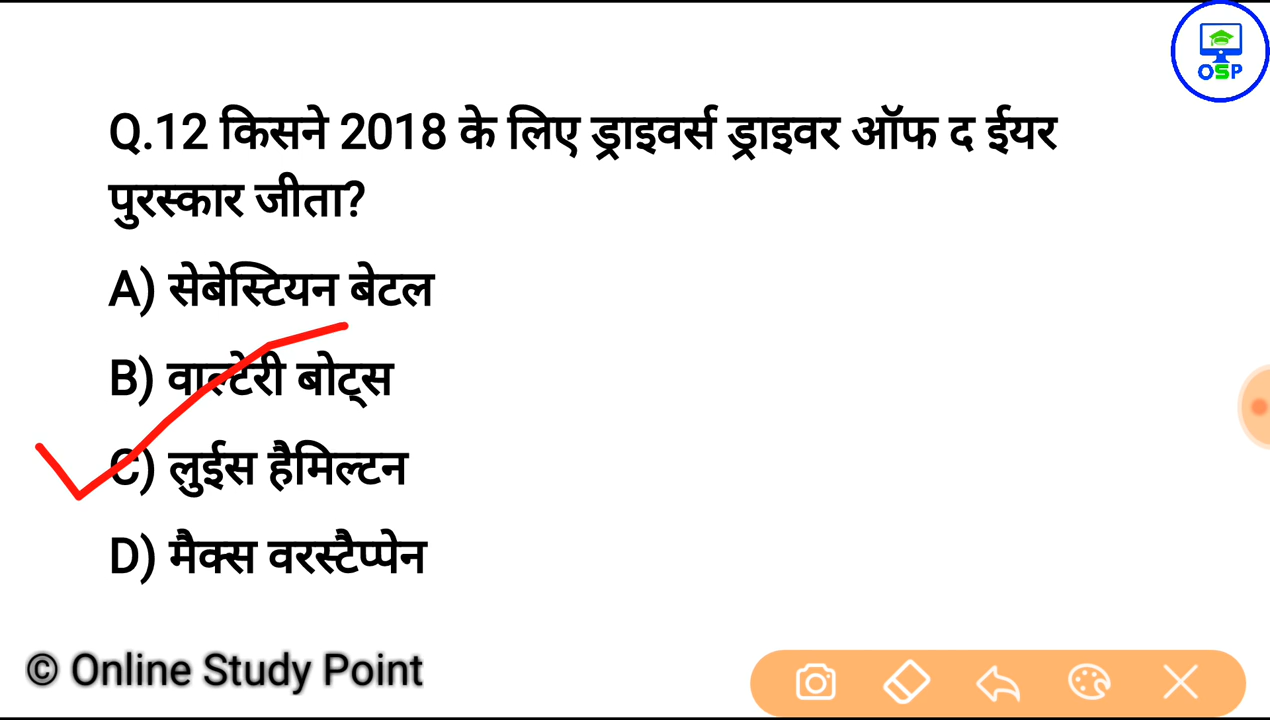 OSP
Q.12 किसने 2018 के लिए ड्राइवर्स ड्राइवर ऑफ द ईयर
पुरस्कार जीता?
A) सेबेस्टियन बेटल
B) वाल्टेरी बोट्स
C) लुईस हैमिल्टन
D) मैक्स वरस्टैप्पेन
© Online Study Point